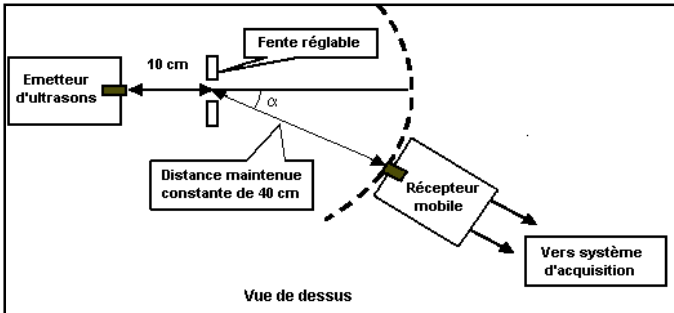 Fente réglable
10 cm
Emetteur
d'ultrasons
α
Distance maintenue
constante de 40 cm
Récepteur
mobile
Vers système
d'acquisition
Vue de dessus